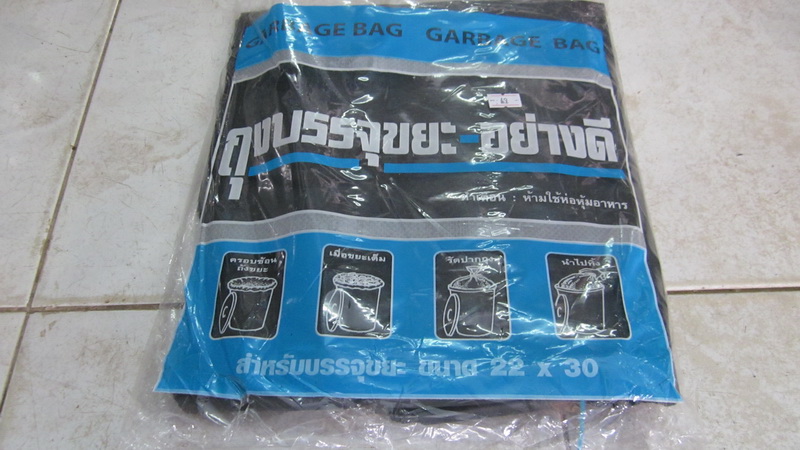 GARBAGE BAG GARBAGE BAG
43
ถุงบรรจุขยะ-อย่างดี
คำเตือน : ห้ามใช้ห่อหุ้มอาหาร
ครอบซ้อน
ถังขยะ
เมื่อขยะเต็ม
รัดปากถุง
นำไปทิ้ง
สำหรับบรรจุขยะ ขนาด 22 x 30